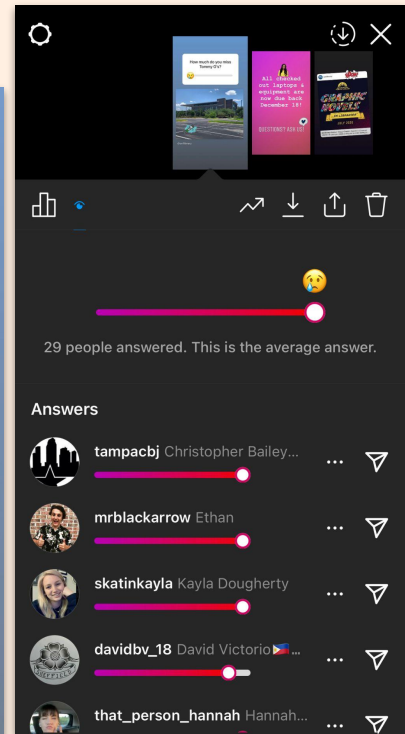 How much do you miss
Tommy G's?
All checked
out laptops &
equipment are
now due back
December 18!
QUESTIONS? ASK US!
GRAPHIC
NOVELS
JULY 2020
29 people answered. This is the average answer.
Answers
tampacbj Christopher Bailey...
mrblackarrow Ethan
skatinkayla Kayla Dougherty
davidbv_18 David Victorio🇵🇭...
that_person_hannah Hannah...